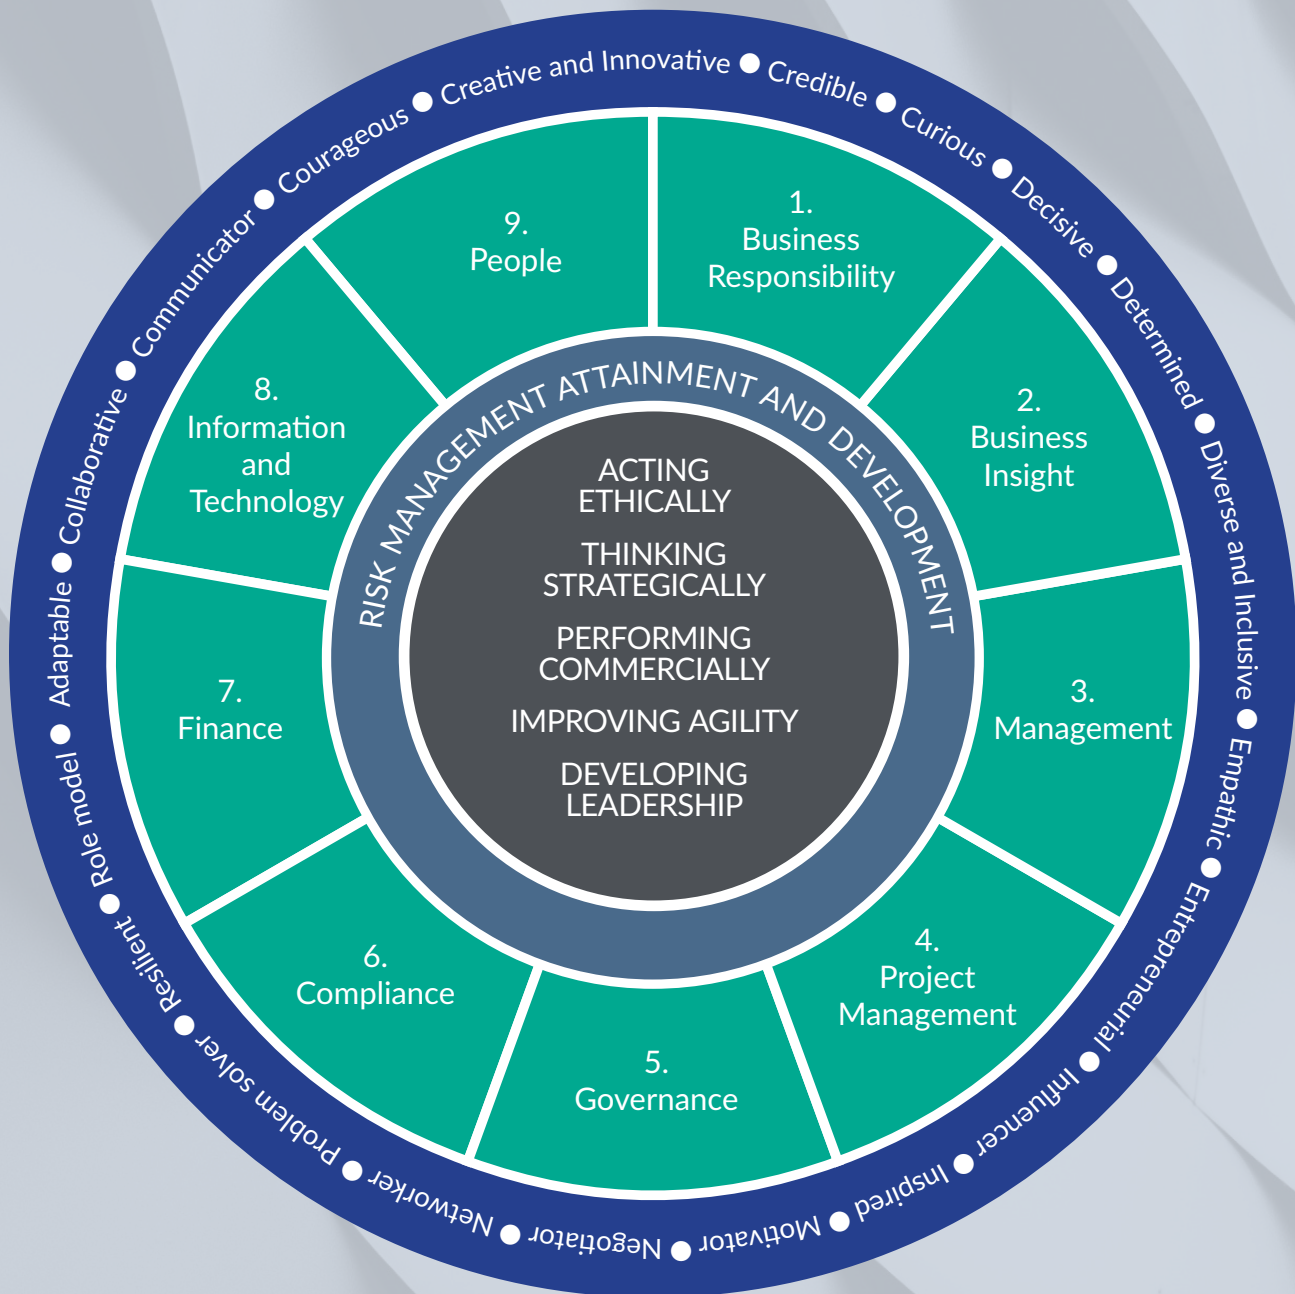 Adaptable ● Collaborative ● Communicator ● Courageous ● Creative and Innovative ● Credible ● Curious ● Decisive ● Determined ● Diverse and Inclusive ● Empathic ● Entrepreneurial ● Influencer ● Inspired ● Motivator ● Negotiator ● Networker ● Problem solver ● Resilient ● Role model ●
1.
Business
Responsibility
2.
Business
Insight
3.
Management
4.
Project
Management
5.
Governance
6.
Compliance
7.
Finance
8.
Information
and
Technology
9.
People
RISK MANAGEMENT ATTAINMENT AND DEVELOPMENT
ACTING
ETHICALLY
THINKING
STRATEGICALLY
PERFORMING
COMMERCIALLY
IMPROVING AGILITY
DEVELOPING
LEADERSHIP